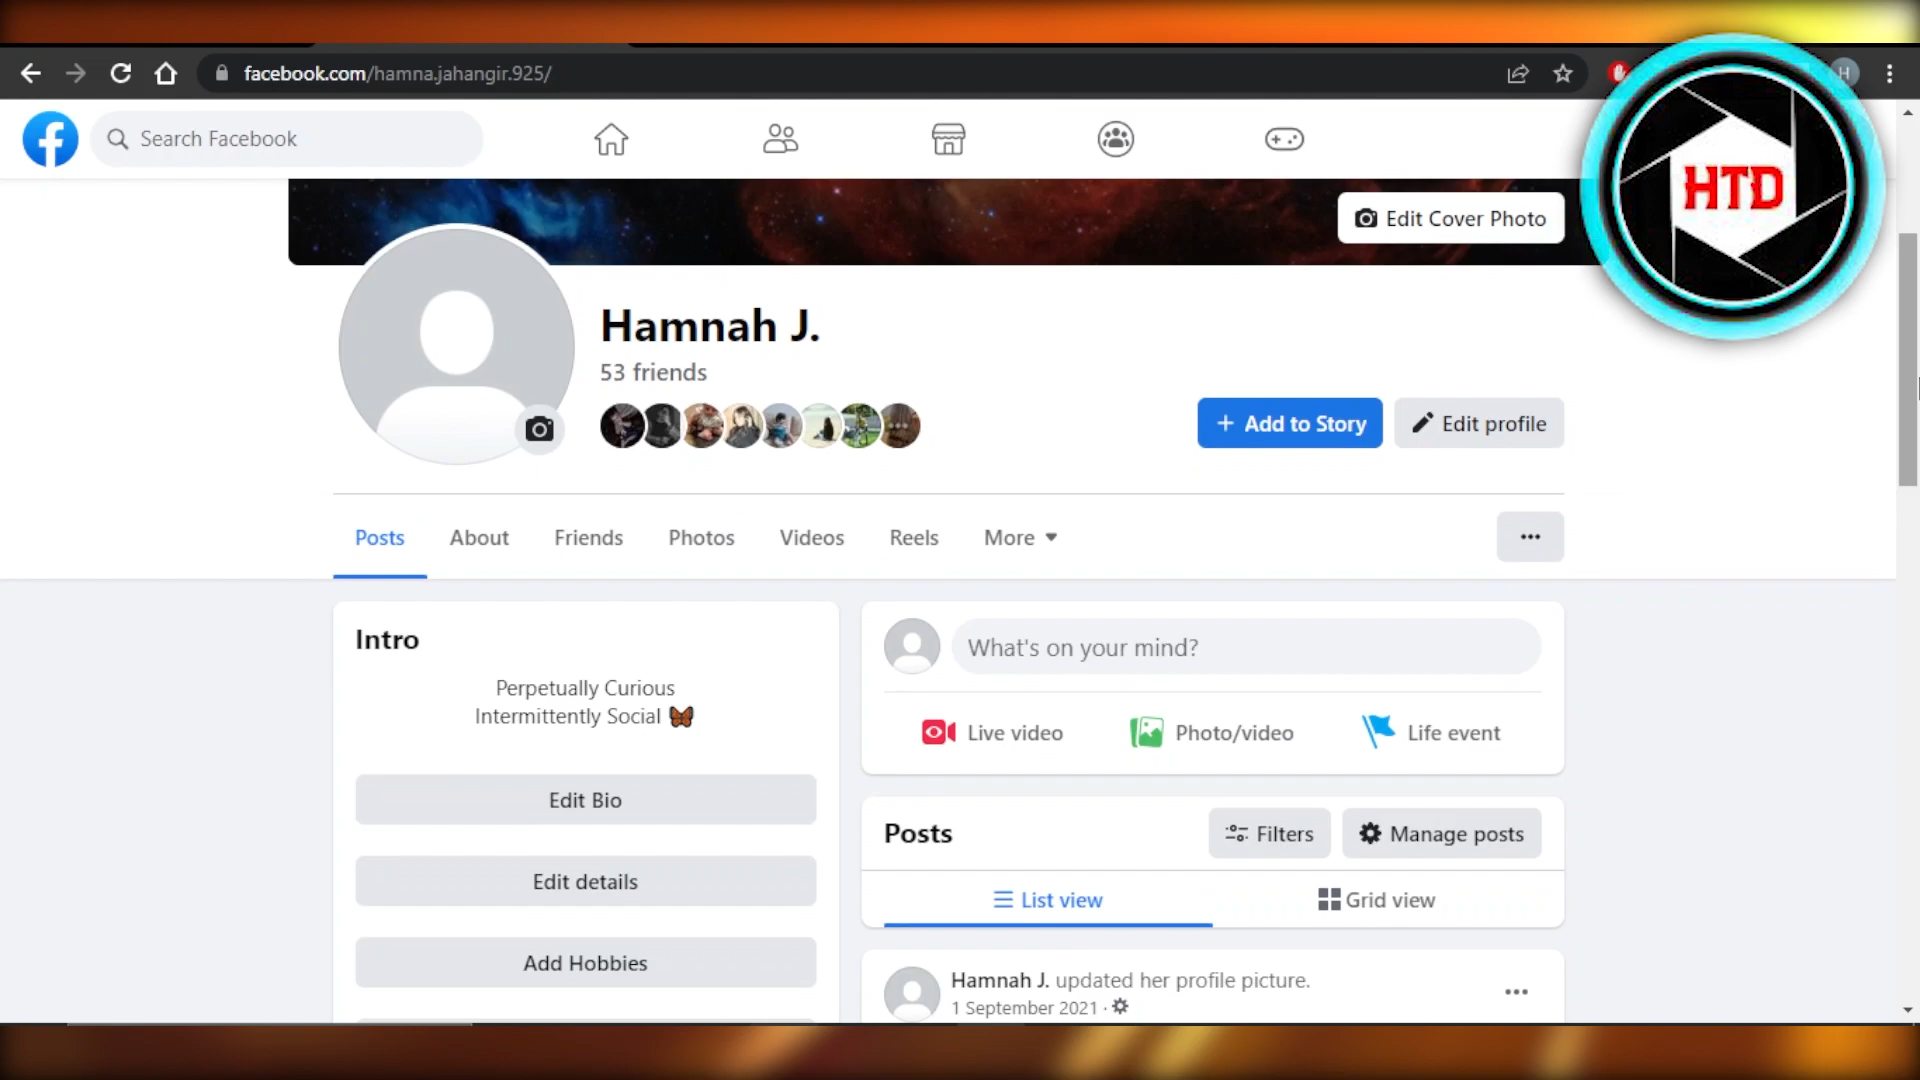 facebook.com/hamna.jahangir.925/
H
Search Facebook
HTD
Edit Cover Photo
Hamnah J.
53 friends
+ Add to Story
Edit profile
Posts
About
Friends
Photos
Videos
Reels
More
Intro
Perpetually Curious
Intermittently Social 🦋
Edit Bio
Edit details
Add Hobbies
What's on your mind?
Live video
Photo/video
Life event
Posts
Filters
Manage posts
List view
Grid view
Hamnah J. updated her profile picture.
1 September 2021 ·